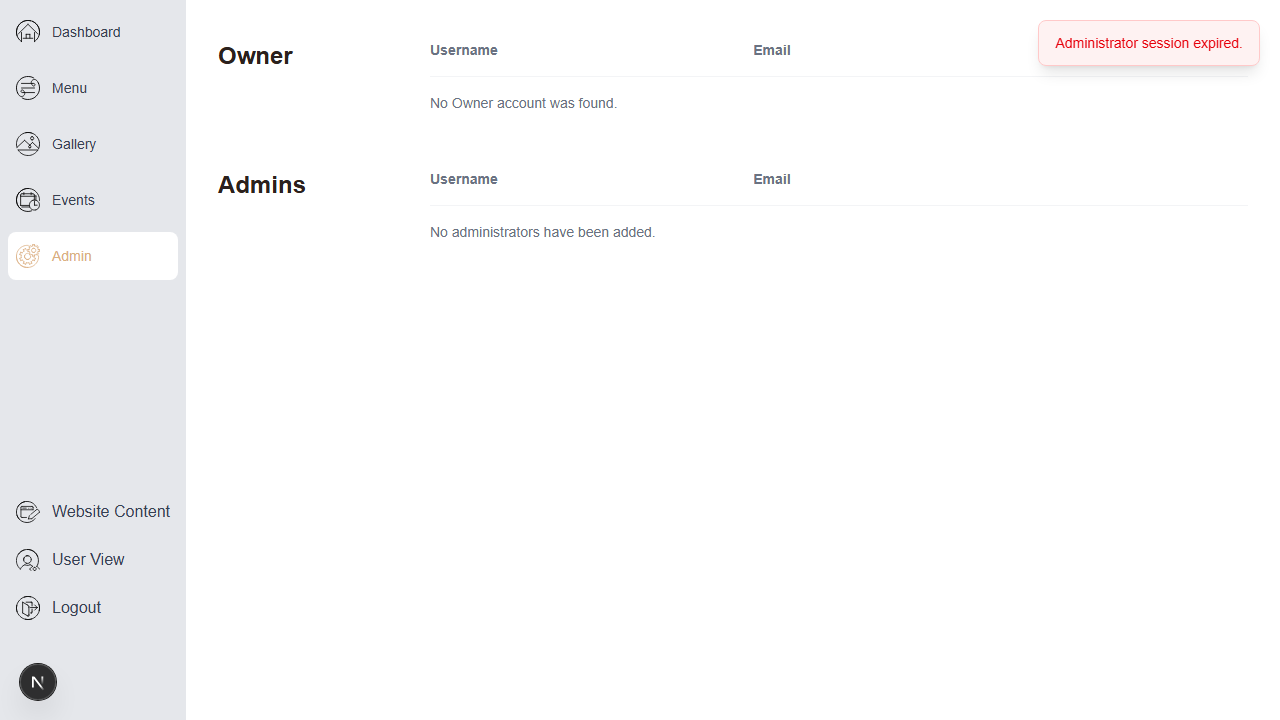 Dashboard
Menu
Gallery
Events
Admin
Website Content
User View
Logout
N
Owner
Username Email
No Owner account was found.
Admins
Username Email
No administrators have been added.
Administrator session expired.